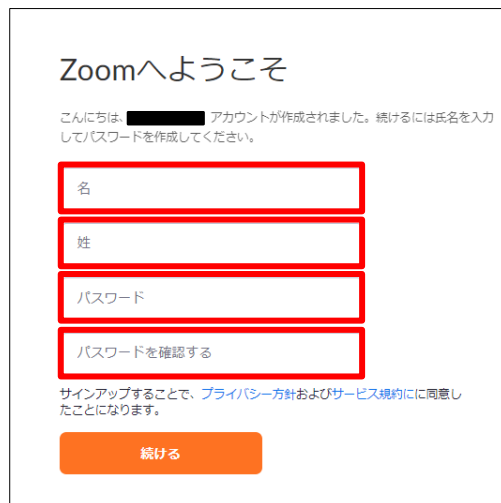 Zoomへようこそ
こんにちは、 アカウントが作成されました。続けるには氏名を入力
してパスワードを作成してください。
名
姓
パスワード
パスワードを確認する
サインアップすることで、プライバシー方針およびサービス規約にに同意し
たことになります。
続ける